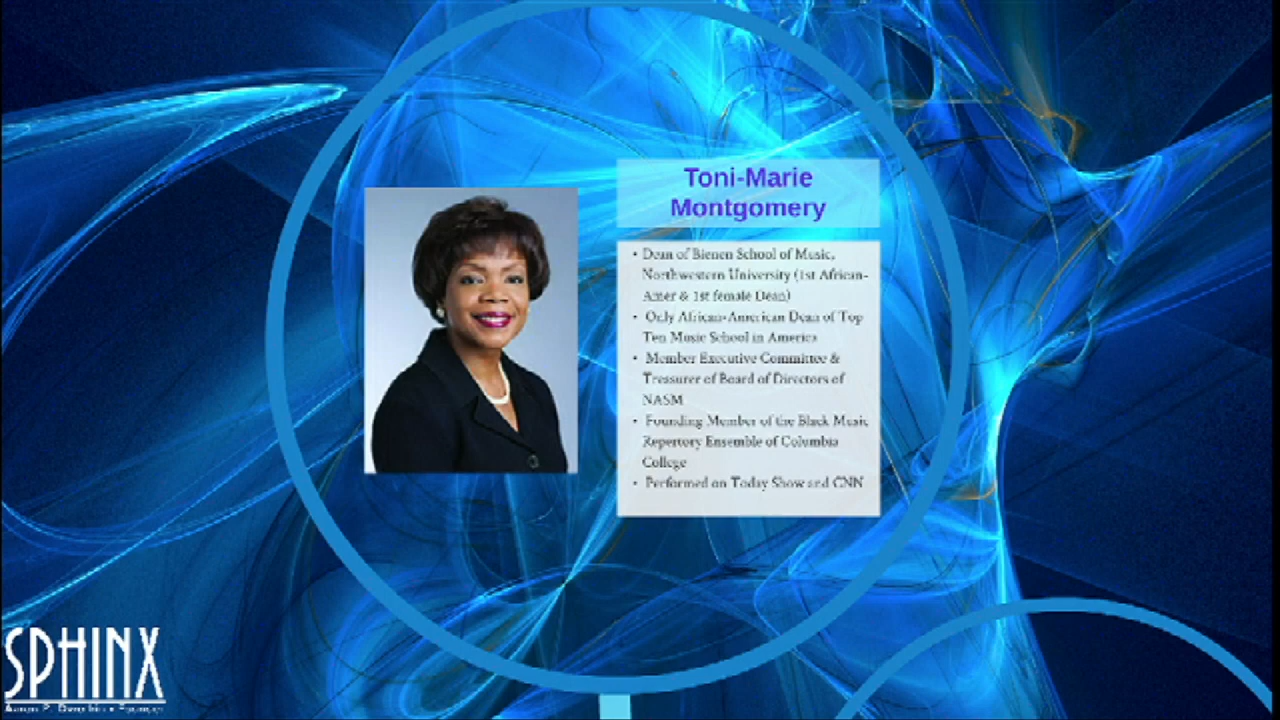 Toni-Marie
Montgomery
• Dean of Bienen School of Music,
Northwestern University (1st African-
Amer & 1st female Dean)
• Only African-American Dean of Top
Ten Music School in America
• Member Executive Committee &
Treasurer of Board of Directors of
NASM
• Founding Member of the Black Music
Repertory Ensemble of Columbia
College
• Performed on Today Show and CNN
SPHINX